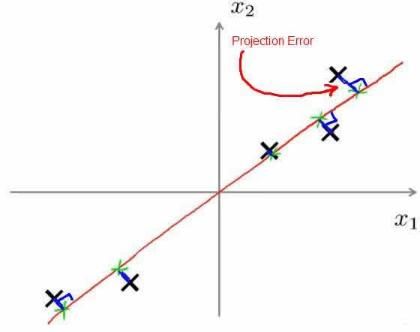 x₂
Projection Error
x₁